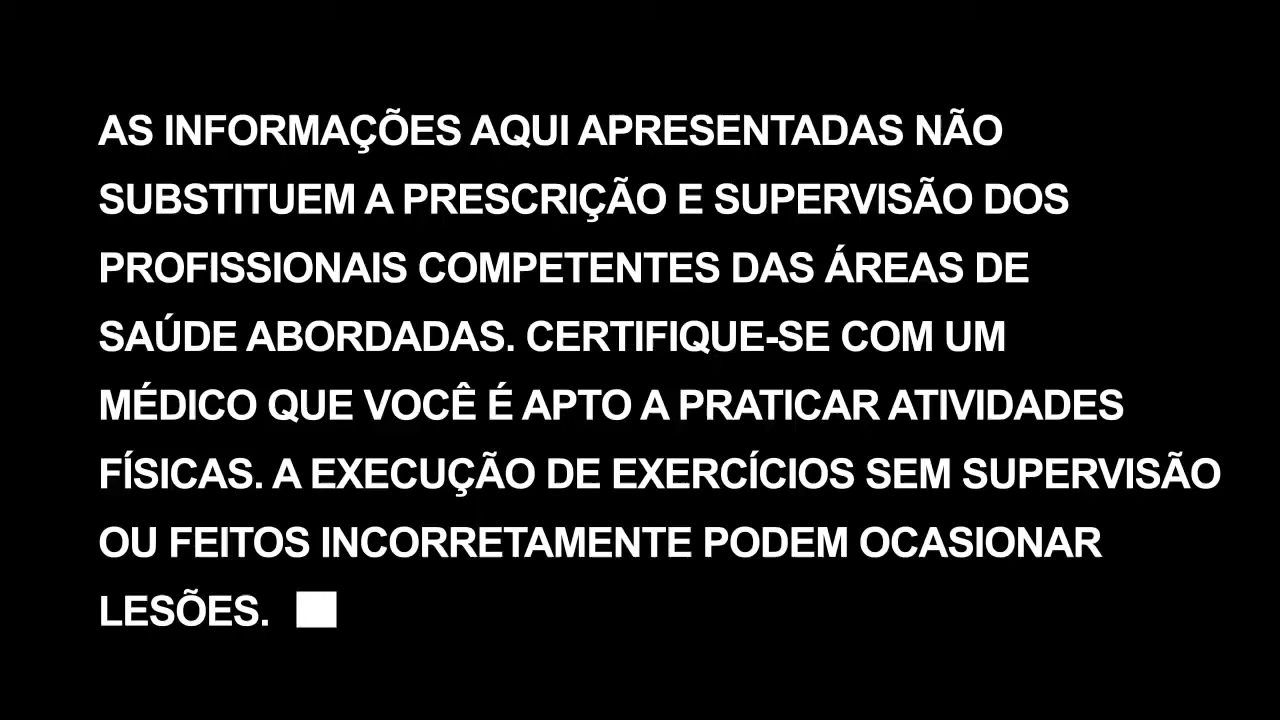 AS INFORMAÇÕES AQUI APRESENTADAS NÃO
SUBSTITUEM A PRESCRIÇÃO E SUPERVISÃO DOS
PROFISSIONAIS COMPETENTES DAS ÁREAS DE
SAÚDE ABORDADAS. CERTIFIQUE-SE COM UM
MÉDICO QUE VOCÊ É APTO A PRATICAR ATIVIDADES
FÍSICAS. A EXECUÇÃO DE EXERCÍCIOS SEM SUPERVISÃO
OU FEITOS INCORRETAMENTE PODEM OCASIONAR
LESÕES.